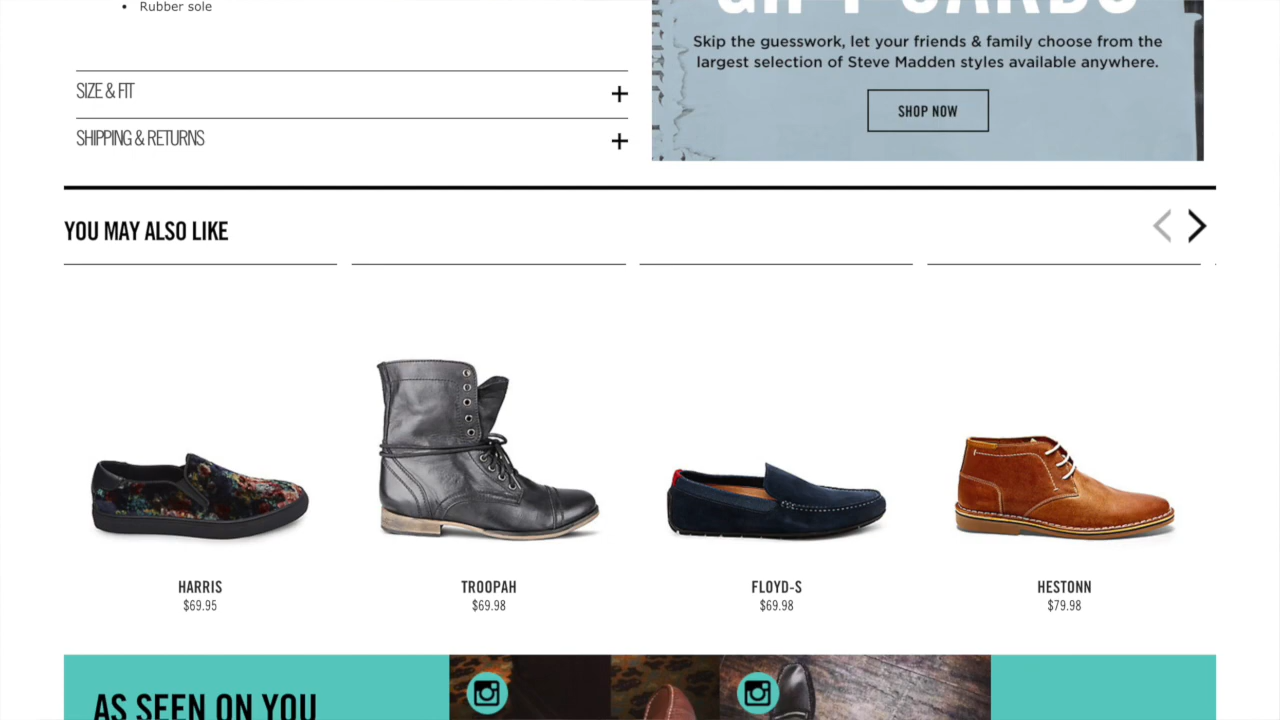 Rubber sole
SIZE & FIT
SHIPPING & RETURNS
GIFT CARDS
Skip the guesswork, let your friends & family choose from the
largest selection of Steve Madden styles available anywhere.
SHOP NOW
YOU MAY ALSO LIKE
HARRIS
$69.95
TROOPAH
$69.98
FLOYD-S
$69.98
HESTONN
$79.98
AS SEEN ON YOU